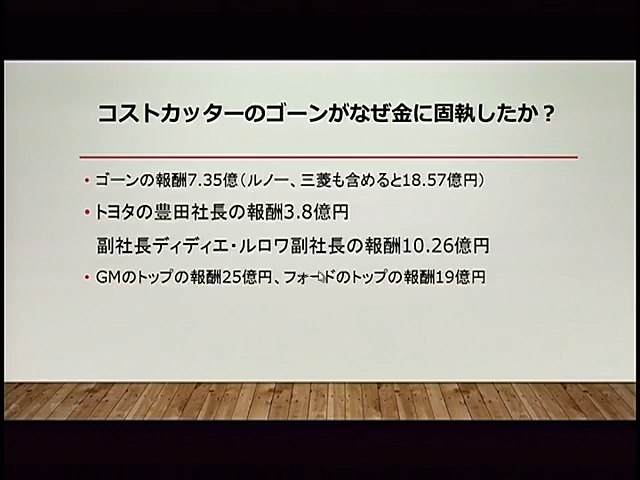 コストカッターのゴーンがなぜ金に固執したか？
・ゴーンの報酬7.35億（ルノー、三菱も含めると18.57億円）
・トヨタの豊田社長の報酬3.8億円
副社長ディディエ・ルロワ副社長の報酬10.26億円
・GMのトップの報酬25億円、フォードのトップの報酬19億円